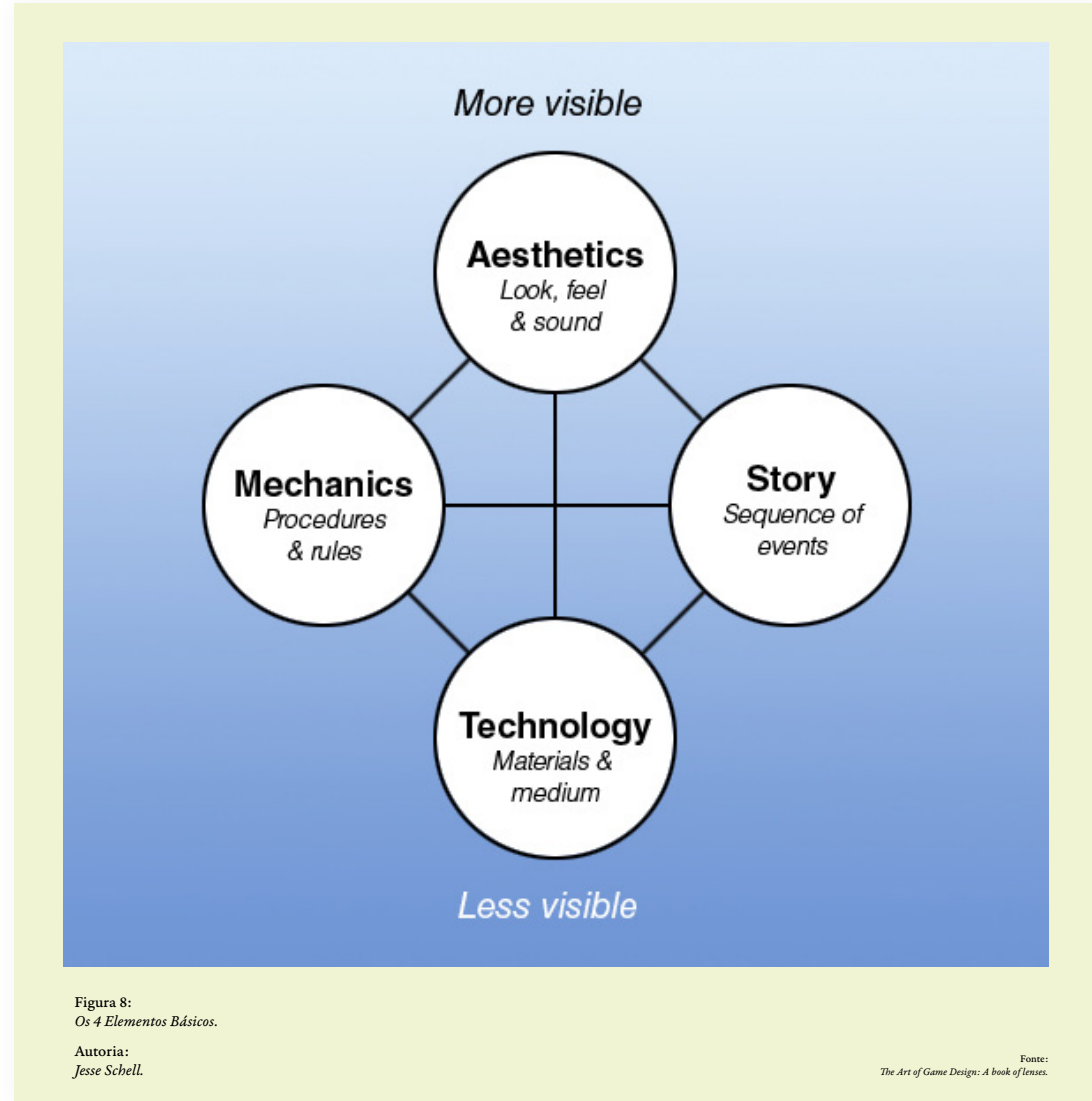 More visible
Aesthetics
Look, feel
& sound
Mechanics
Procedures
& rules
Story
Sequence of
events
Technology
Materials &
medium
Less visible
Figura 8:
Os 4 Elementos Básicos.
Autoria:
Jesse Schell.
Fonte:
The Art of Game Design: A book of lenses.